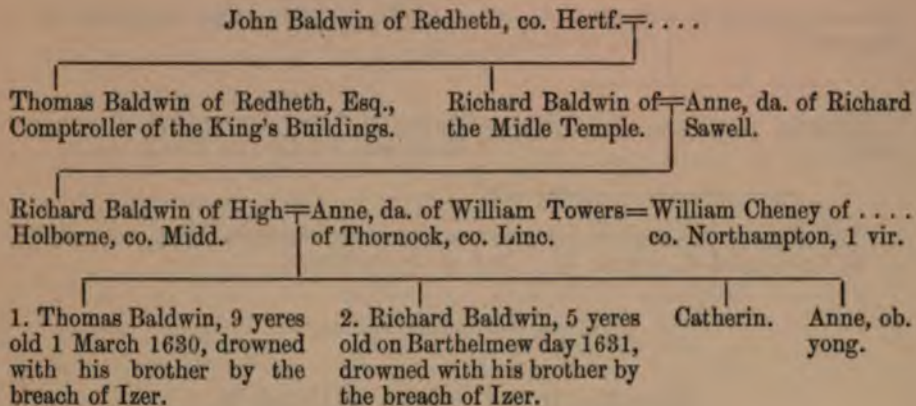 John Baldwin of Redheth, co. Hertf.=. . . .
Thomas Baldwin of Redheth, Esq.,
Comptroller of the King's Buildings.
Richard Baldwin of=Anne, da. of Richard
the Midle Temple. Sawell.
Richard Baldwin of High=Anne, da. of William Towers=William Cheney of . . . .
Holborne, co. Midd. of Thornock, co. Linc. co. Northampton, 1 vir.
1. Thomas Baldwin, 9 yeres
old 1 March 1630, drowned
with his brother by the
breach of Izer.
2. Richard Baldwin, 5 yeres
old on Barthelmew day 1631,
drowned with his brother by
the breach of Izer.
Catherin.
Anne, ob.
yong.